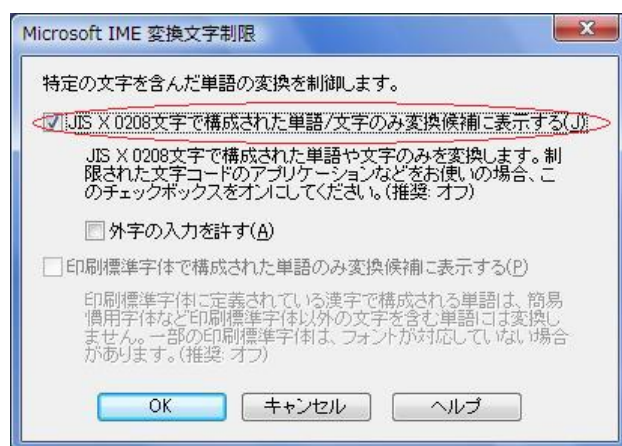 Microsoft IME 変換文字制限
特定の文字を含んだ単語の変換を制御します。
JIS X 0208文字で構成された単語/文字のみ変換候補に表示する(J)
JIS X 0208文字で構成された単語や文字のみを変換します。制
限された文字コードのアプリケーションなどをお使いの場合、こ
のチェックボックスをオンにしてください。(推奨: オフ)
外字の入力を許す(A)
印刷標準字体で構成された単語のみ変換候補に表示する(P)
印刷標準字体に定義されている漢字で構成される単語は、簡易
慣用字体など印刷標準字体以外の文字を含む単語には変換し
ません。一部の印刷標準字体は、フォントが対応していない場合
があります。(推奨: オフ)
OK キャンセル ヘルプ